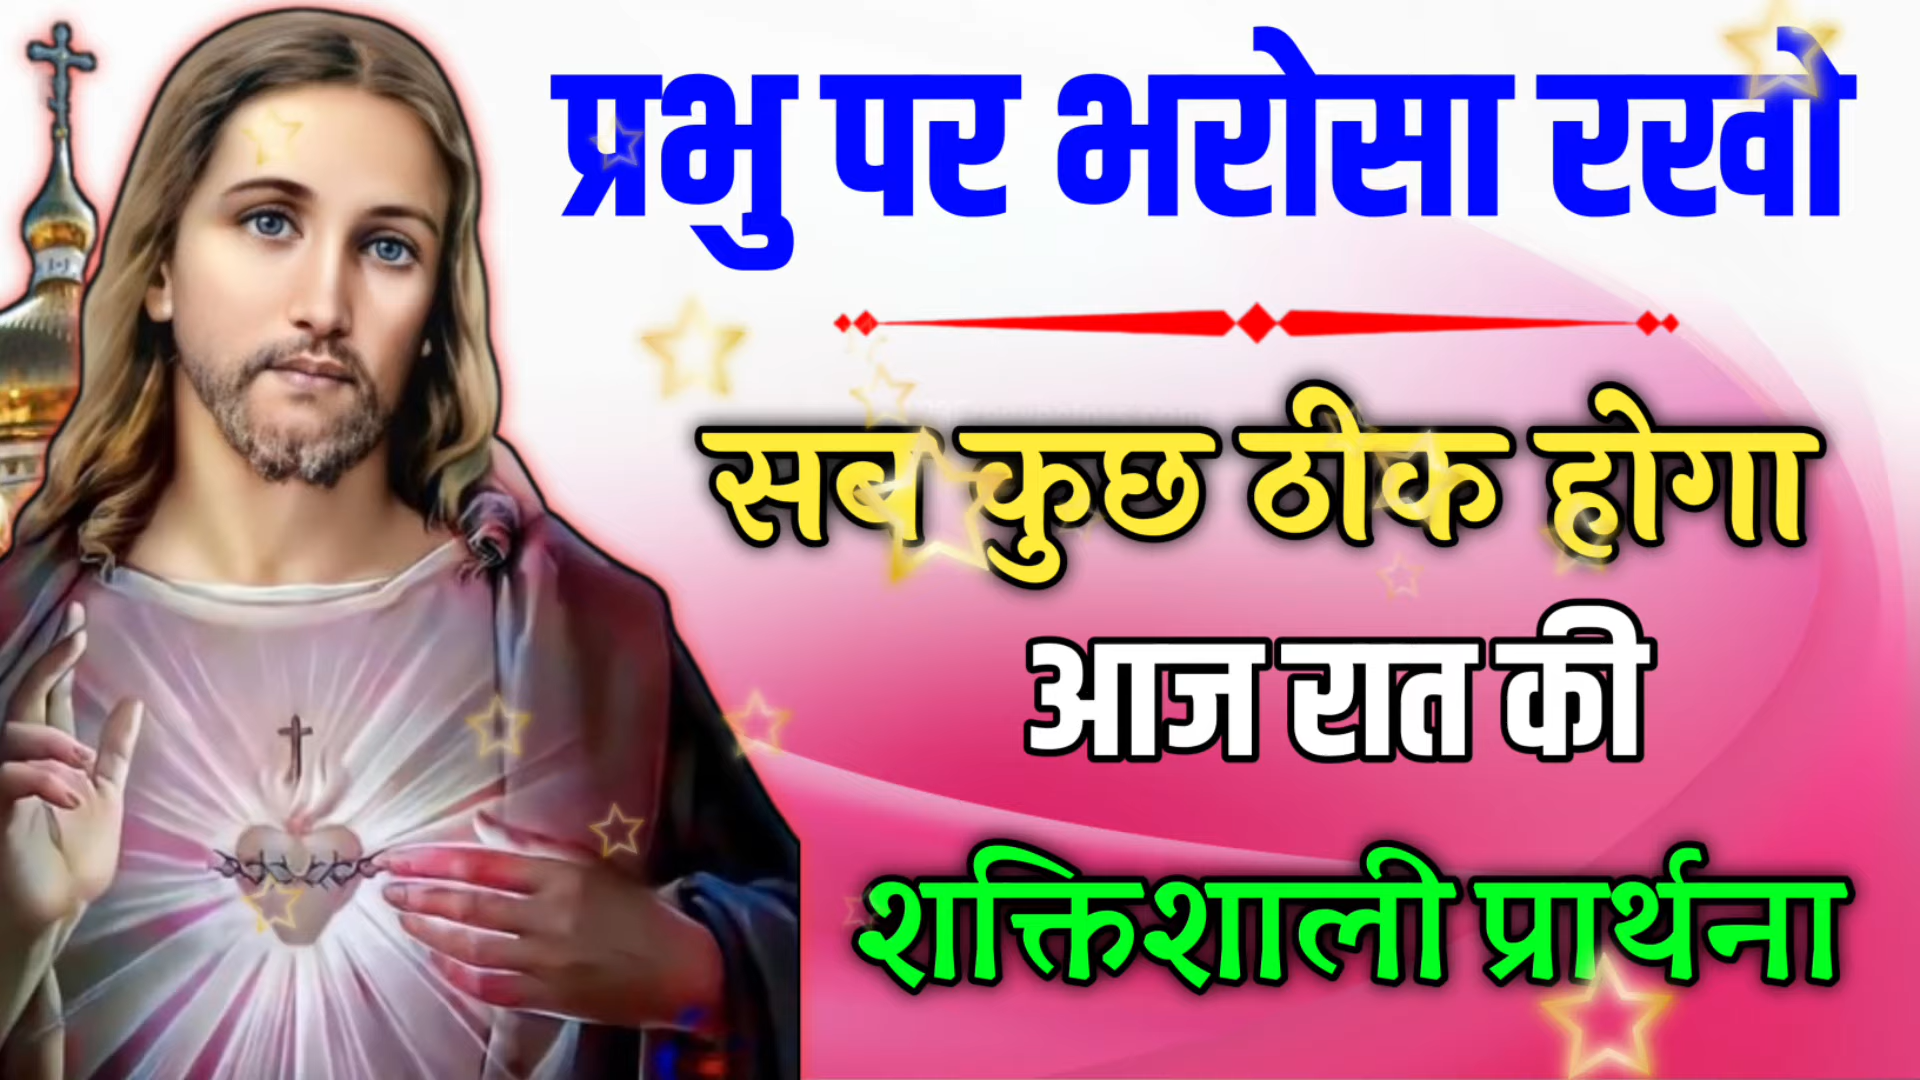 प्रभु पर भरोसा रखो
सब कुछ ठीक होगा
आज रात की
शक्तिशाली प्रार्थना